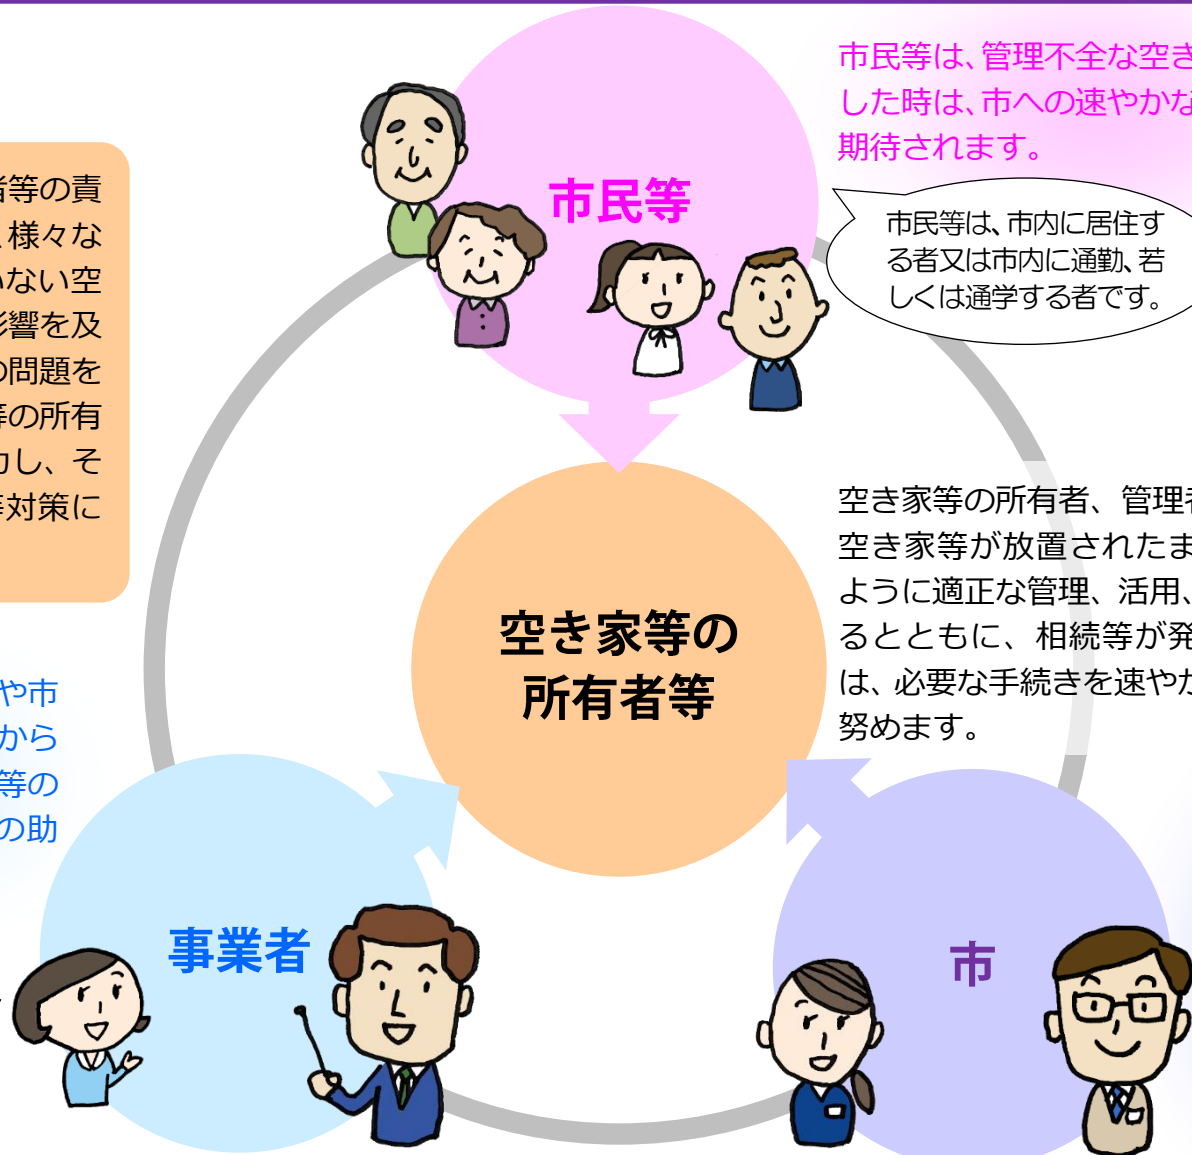 市民等は、管理不全な空き
した時は、市への速やかな
期待されます。
市民等
市民等は、市内に居住す
る者又は市内に通勤、若
しくは通学する者です。
者等の責
、様々な
いない空
影響を及
の問題を
等の所有
力し、そ
等対策に
空き家等の
所有者等
空き家等の所有者、管理者
空き家等が放置されたま
ように適正な管理、活用、
るとともに、相続等が発
は、必要な手続きを速やか
努めます。
や市
から
等の
の助
事業者
市